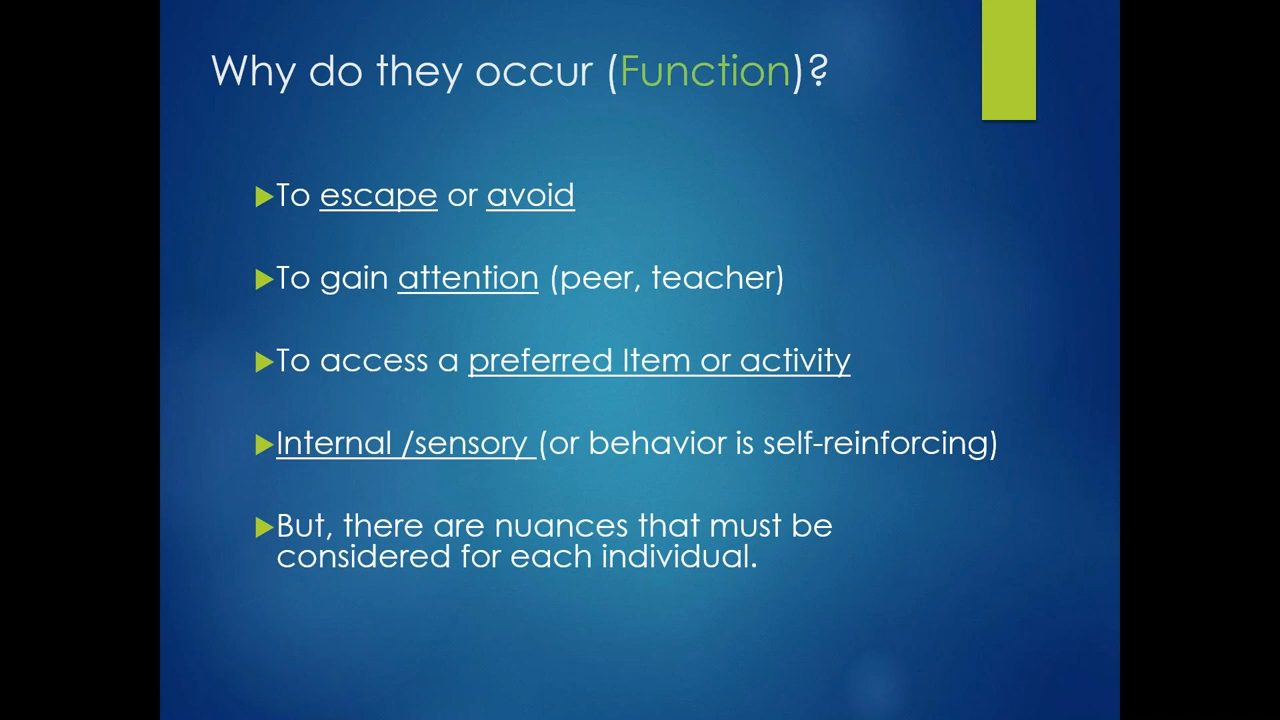 Why do they occur (Function)?
To escape or avoid
To gain attention (peer, teacher)
To access a preferred Item or activity
Internal /sensory (or behavior is self-reinforcing)
But, there are nuances that must be
considered for each individual.